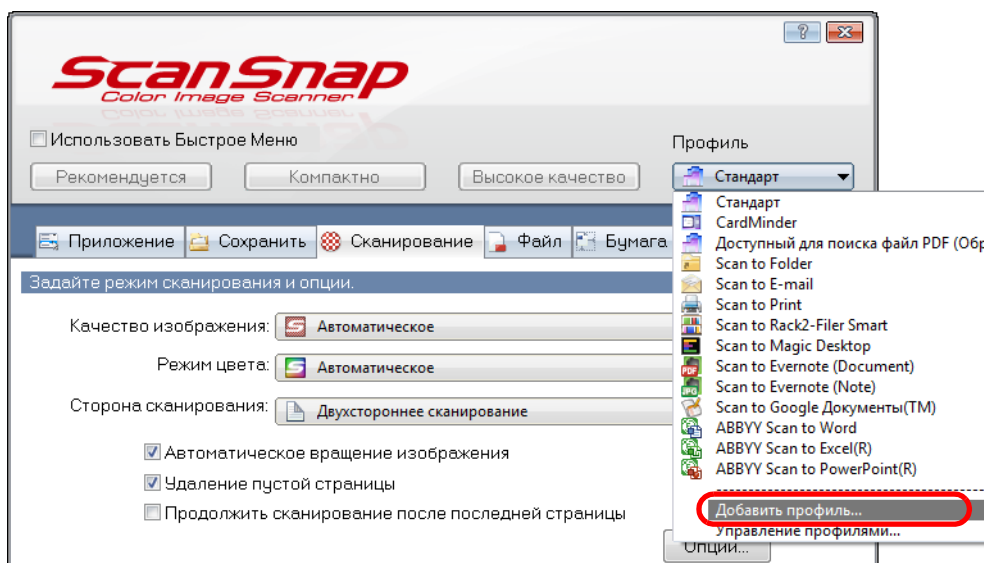 ScanSnap
Color Image Scanner
Использовать Быстрое Меню
Профиль
Рекомендуется Компактно Высокое качество Стандарт
Стандарт
CardMinder
Доступный для поиска файл PDF (Обр
Scan to Folder
Scan to E-mail
Scan to Print
Scan to Rack2-Filer Smart
Scan to Magic Desktop
Scan to Evernote (Document)
Scan to Evernote (Note)
Scan to Google Документы(TM)
ABBYY Scan to Word
ABBYY Scan to Excel(R)
ABBYY Scan to PowerPoint(R)
Добавить профиль...
Управление профилями...
Приложение Сохранить Сканирование Файл Бумага
Задайте режим сканирования и опции.
Качество изображения: Автоматическое
Режим цвета: Автоматическое
Сторона сканирования: Двухстороннее сканирование
Автоматическое вращение изображения
Удаление пустой страницы
Продолжить сканирование после последней страницы
Опции...